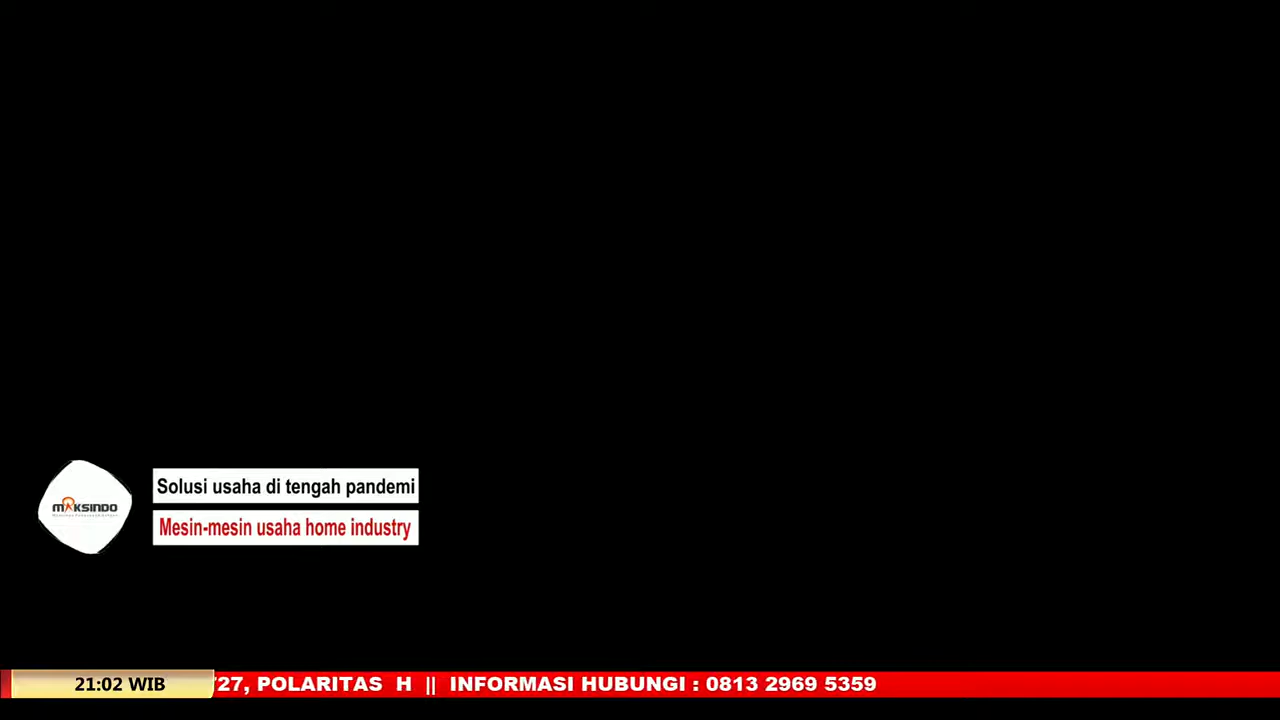 MAKSINDO
Solusi usaha di tengah pandemi
Mesin-mesin usaha home industry
21:02 WIB
727, POLARITAS H || INFORMASI HUBUNGI : 0813 2969 5359